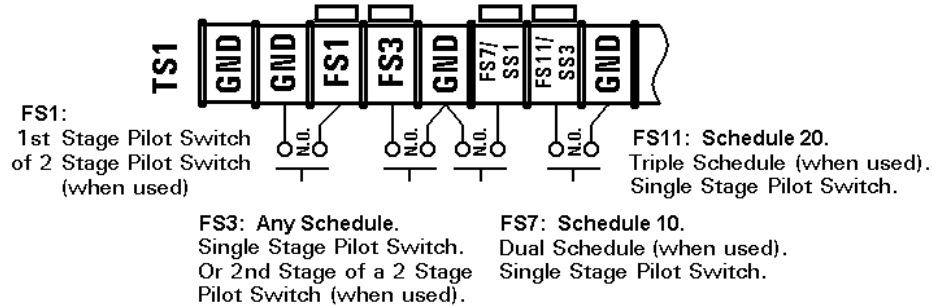 TS1 GND GND FS1 FS3 GND FS7/ SS1 FS11/ SS3 GND
N.O. N.O. N.O. N.O.
FS1:
1st Stage Pilot Switch
of 2 Stage Pilot Switch
(when used)
FS11: Schedule 20.
Triple Schedule (when used).
Single Stage Pilot Switch.
FS3: Any Schedule.
Single Stage Pilot Switch.
Or 2nd Stage of a 2 Stage
Pilot Switch (when used).
FS7: Schedule 10.
Dual Schedule (when used).
Single Stage Pilot Switch.